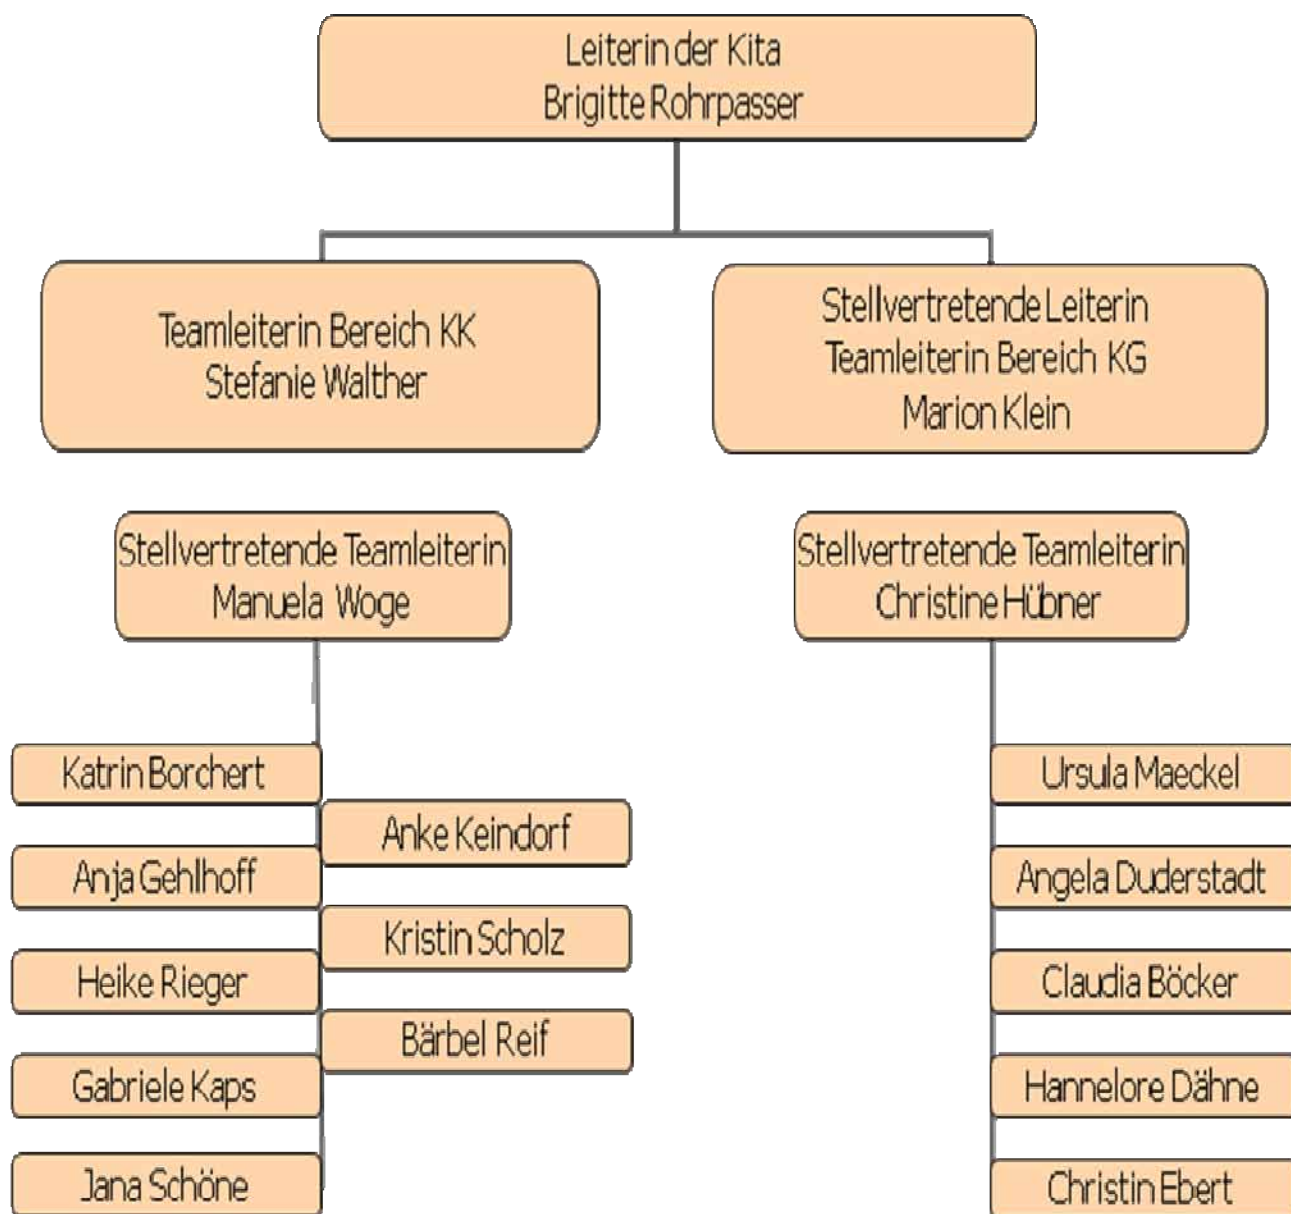 Leiterin der Kita
Brigitte Rohrpasser
Teamleiterin Bereich KK
Stefanie Walther
Stellvertretende Leiterin
Teamleiterin Bereich KG
Marion Klein
Stellvertretende Teamleiterin
Manuela Woge
Stellvertretende Teamleiterin
Christine Hübner
Katrin Borchert
Anke Keindorf
Anja Gehlhoff
Kristin Scholz
Heike Rieger
Bärbel Reif
Gabriele Kaps
Jana Schöne
Ursula Maeckel
Angela Duderstadt
Claudia Böcker
Hannelore Dähne
Christin Ebert